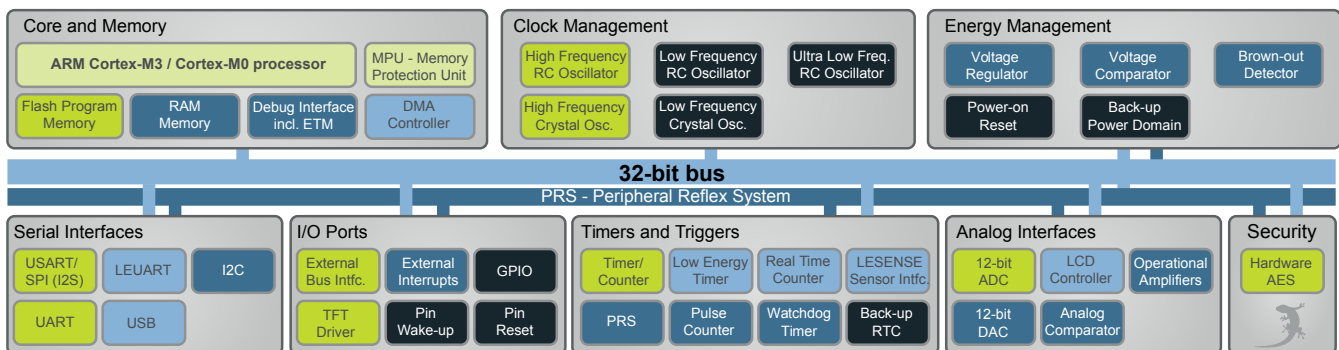 Core and Memory
ARM Cortex-M3 / Cortex-M0 processor
MPU - Memory
Protection Unit
Flash Program
Memory
RAM
Memory
Debug Interface
incl. ETM
DMA
Controller
Clock Management
High Frequency
RC Oscillator
Low Frequency
RC Oscillator
Ultra Low Freq.
RC Oscillator
High Frequency
Crystal Osc.
Low Frequency
Crystal Osc.
Energy Management
Voltage
Regulator
Voltage
Comparator
Brown-out
Detector
Power-on
Reset
Back-up
Power Domain
32-bit bus
PRS - Peripheral Reflex System
Serial Interfaces
USART/
SPI (I2S)
LEUART
I2C
UART
USB
I/O Ports
External
Bus Intfc.
External
Interrupts
GPIO
TFT
Driver
Pin
Wake-up
Pin
Reset
Timers and Triggers
Timer/
Counter
Low Energy
Timer
Real Time
Counter
LESENSE
Sensor Intfc.
PRS
Pulse
Counter
Watchdog
Timer
Back-up
RTC
Analog Interfaces
12-bit
ADC
LCD
Controller
Operational
Amplifiers
12-bit
DAC
Analog
Comparator
Security
Hardware
AES